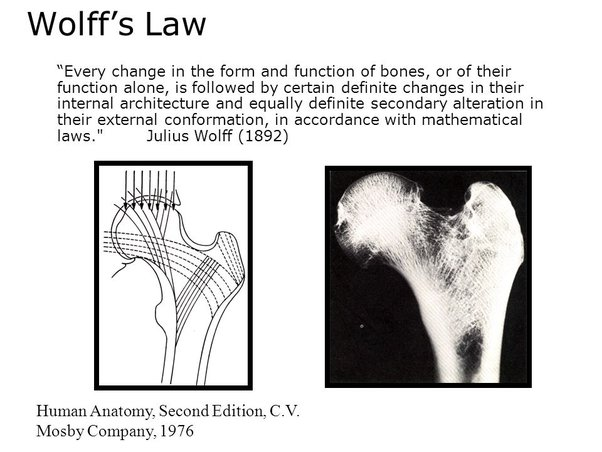 Wolff’s Law
“Every change in the form and function of bones, or of their
function alone, is followed by certain definite changes in their
internal architecture and equally definite secondary alteration in
their external conformation, in accordance with mathematical
laws." Julius Wolff (1892)
Human Anatomy, Second Edition, C.V.
Mosby Company, 1976